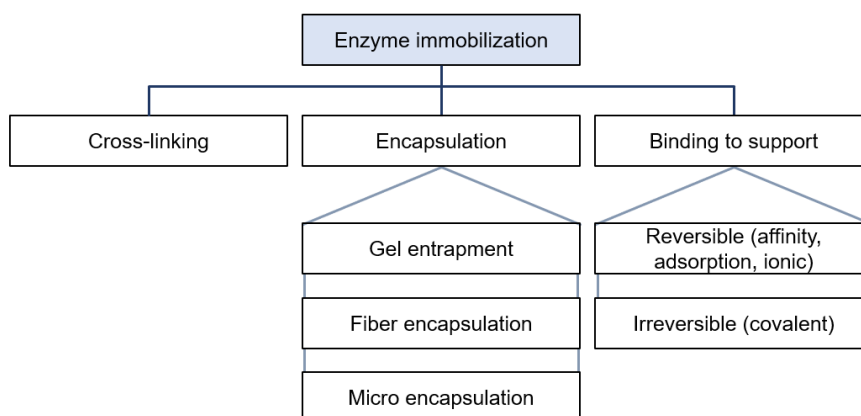 Enzyme immobilization
Cross-linking
Encapsulation
Binding to support
Gel entrapment
Reversible (affinity,
adsorption, ionic)
Fiber encapsulation
Irreversible (covalent)
Micro encapsulation